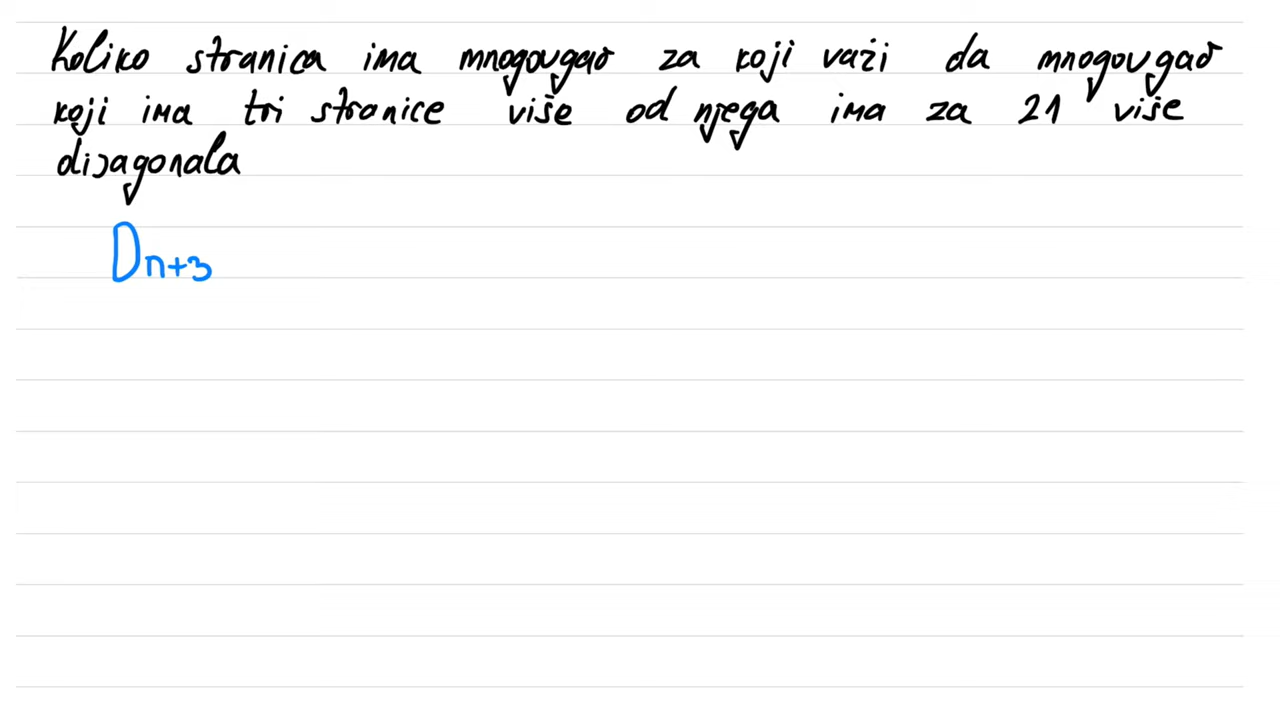 Koliko stranica ima mnogougao za koji važi da mnogougao
koji ima tri stranice više od njega ima za 21 više
dijagonala
Dn+3